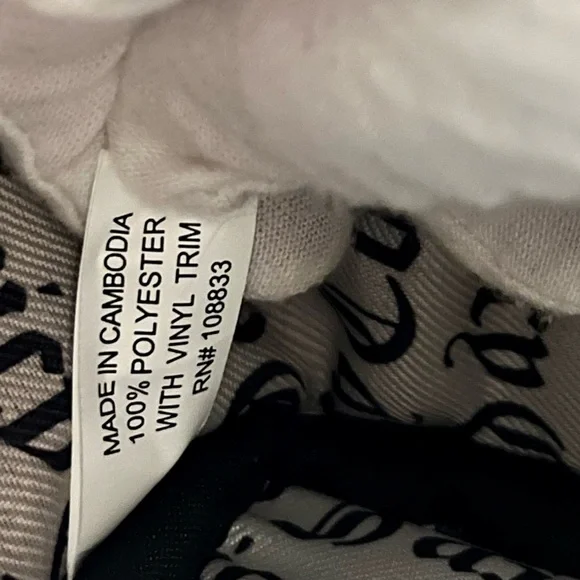 MADE IN CAMBODIA
100% POLYESTER
WITH VINYL TRIM
RN# 108833